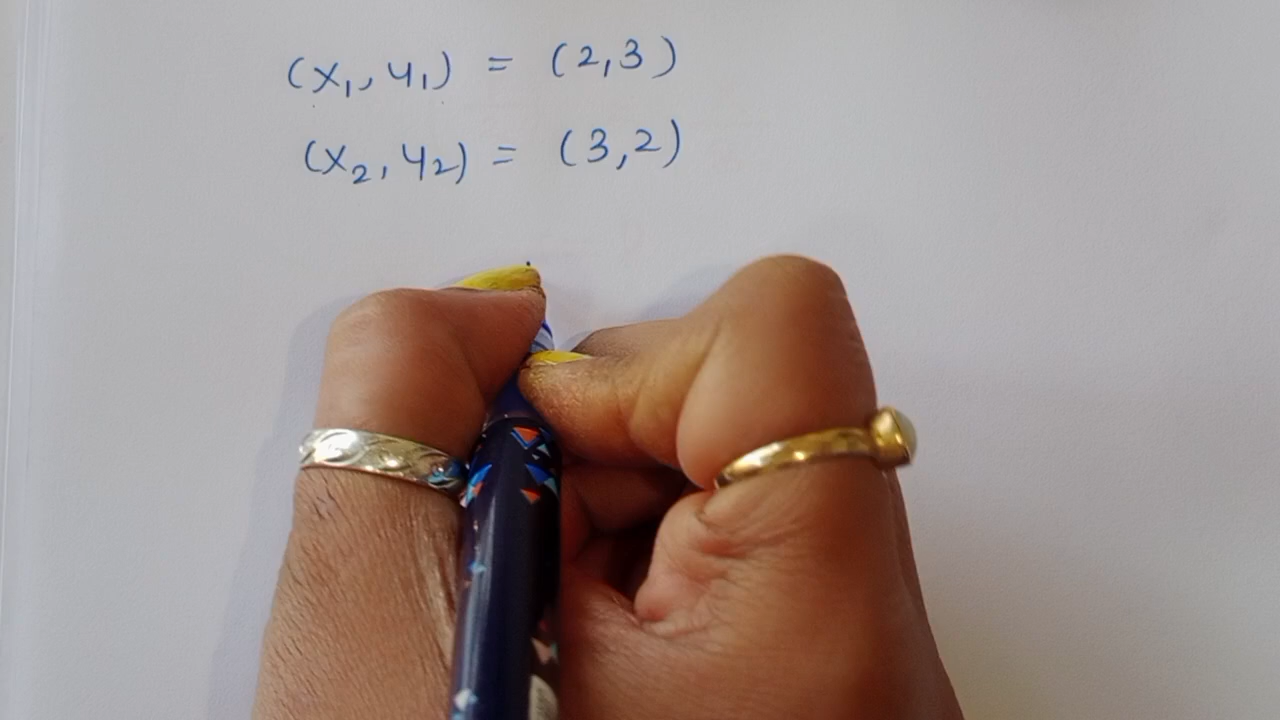 (x₁, y₁) = (2,3)
(x₂, y₂) = (3,2)